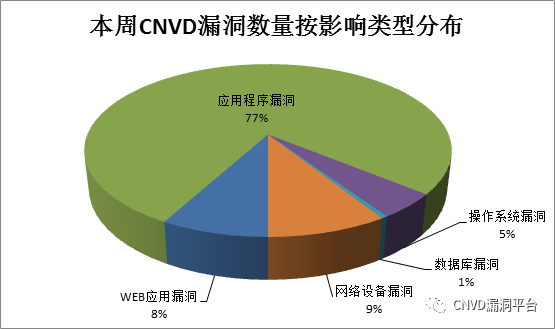 本周CNVD漏洞数量按影响类型分布
应用程序漏洞
77%
操作系统漏洞
5%
数据库漏洞
1%
网络设备漏洞
9%
WEB应用漏洞
8%
CNVD漏洞平台